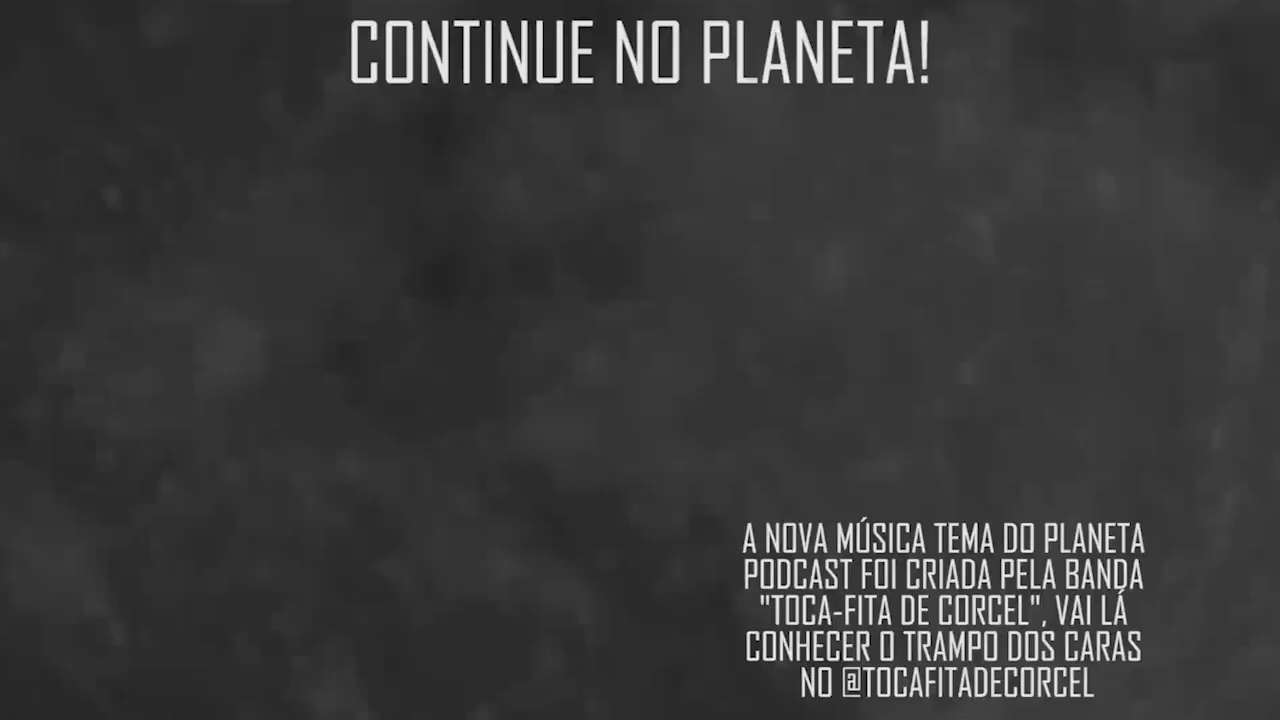 CONTINUE NO PLANETA!
A NOVA MÚSICA TEMA DO PLANETA
PODCAST FOI CRIADA PELA BANDA
"TOCA-FITA DE CORCEL", VAI LÁ
CONHECER O TRAMPO DOS CARAS
NO @TOCAFITADECORCEL